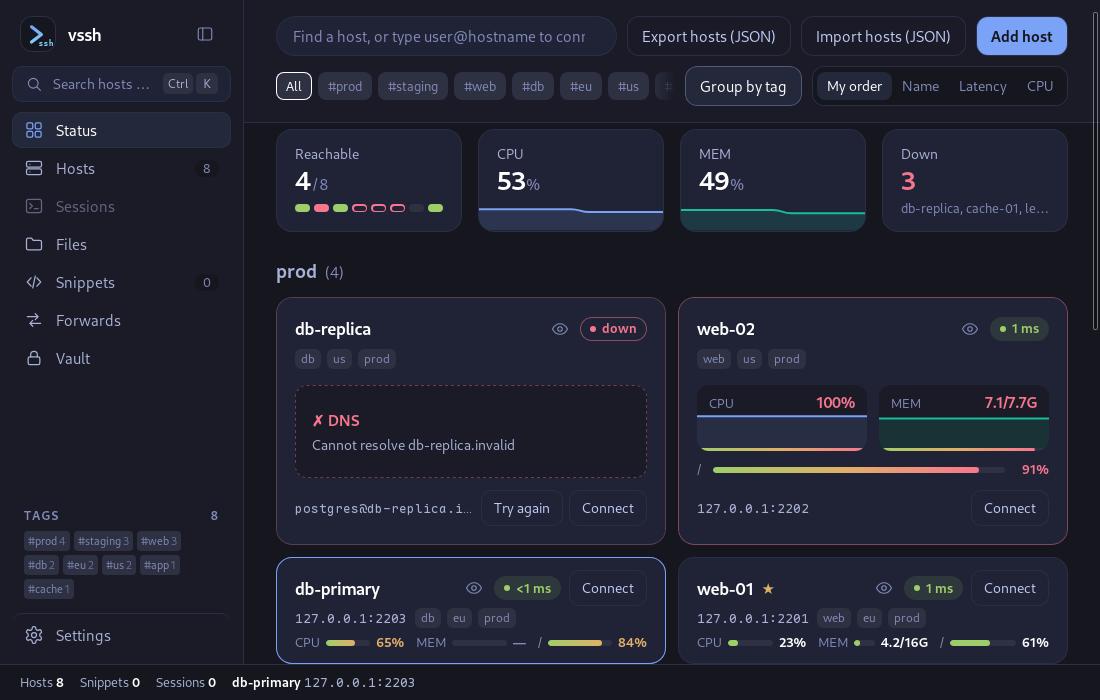 ssh
vssh
Search hosts … Ctrl K
Status
Hosts 8
Sessions
Files
Snippets 0
Forwards
Vault
TAGS 8
#prod 4 #staging 3 #web 3
#db 2 #eu 2 #us 2 #app 1
#cache 1
Settings
Find a host, or type user@hostname to conn
Export hosts (JSON)
Import hosts (JSON)
Add host
All #prod #staging #web #db #eu #us #
Group by tag
My order Name Latency CPU
Reachable
4/8
CPU
53%
MEM
49%
Down
3
db-replica, cache-01, le…
prod (4)
db-replica
down
db us prod
✗ DNS
Cannot resolve db-replica.invalid
postgres@db-replica.i…
Try again
Connect
web-02
1 ms
web us prod
CPU 100%
MEM 7.1/7.7G
/ 91%
127.0.0.1:2202
Connect
db-primary
<1 ms
Connect
127.0.0.1:2203 db eu prod
CPU 65% MEM — / 84%
web-01 ★
1 ms
Connect
127.0.0.1:2201 web eu prod
CPU 23% MEM 4.2/16G / 61%
Hosts 8 Snippets 0 Sessions 0 db-primary 127.0.0.1:2203